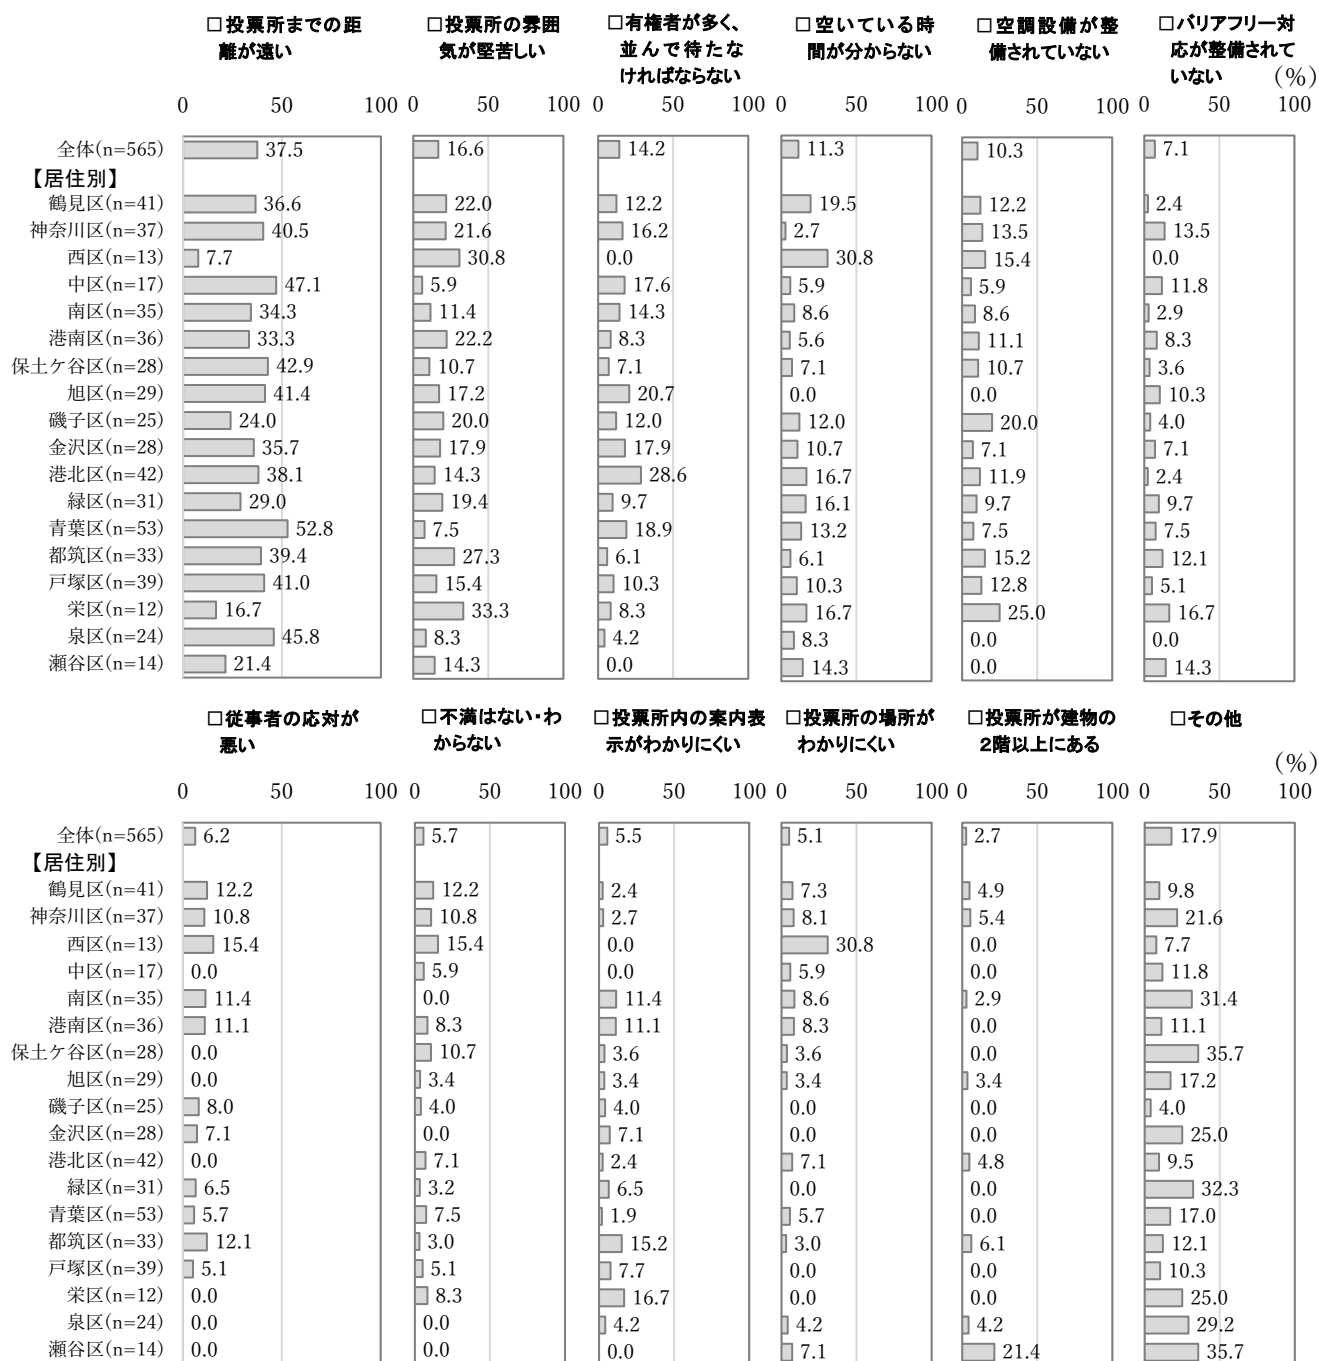 □投票所までの距
離が遠い
□投票所の雰囲
気が堅苦しい
□有権者が多く、
並んで待たな
ければならない
□空いている時
間が分からない
□空調設備が整
備されていない
□バリアフリー対
応が整備されて
いない
(%)
0 50 100 0 50 100 0 50 100 0 50 100 0 50 100 0 50 100
全体(n=565) 37.5 16.6 14.2 11.3 10.3 7.1
【居住別】
鶴見区(n=41) 36.6 22.0 12.2 19.5 12.2 2.4
神奈川区(n=37) 40.5 21.6 16.2 2.7 13.5 13.5
西区(n=13) 7.7 30.8 0.0 30.8 15.4 0.0
中区(n=17) 47.1 5.9 17.6 5.9 5.9 11.8
南区(n=35) 34.3 11.4 14.3 8.6 8.6 2.9
港南区(n=36) 33.3 22.2 8.3 5.6 11.1 8.3
保土ケ谷区(n=28) 42.9 10.7 7.1 7.1 10.7 3.6
旭区(n=29) 41.4 17.2 20.7 0.0 0.0 10.3
磯子区(n=25) 24.0 20.0 12.0 12.0 20.0 4.0
金沢区(n=28) 35.7 17.9 17.9 10.7 7.1 7.1
港北区(n=42) 38.1 14.3 28.6 16.7 11.9 2.4
緑区(n=31) 29.0 19.4 9.7 16.1 9.7 9.7
青葉区(n=53) 52.8 7.5 18.9 13.2 7.5 7.5
都筑区(n=33) 39.4 27.3 6.1 6.1 15.2 12.1
戸塚区(n=39) 41.0 15.4 10.3 10.3 12.8 5.1
栄区(n=12) 16.7 33.3 8.3 16.7 25.0 16.7
泉区(n=24) 45.8 8.3 4.2 8.3 0.0 0.0
瀬谷区(n=14) 21.4 14.3 0.0 14.3 0.0 14.3
□従事者の応対が
悪い
□不満はない・わ
からない
□投票所内の案内表
示がわかりにくい
□投票所の場所が
わかりにくい
□投票所が建物の
2階以上にある
□その他
(%)
0 50 100 0 50 100 0 50 100 0 50 100 0 50 100 0 50 100
全体(n=565) 6.2 5.7 5.5 5.1 2.7 17.9
【居住別】
鶴見区(n=41) 12.2 12.2 2.4 7.3 4.9 9.8
神奈川区(n=37) 10.8 10.8 2.7 8.1 5.4 21.6
西区(n=13) 15.4 15.4 0.0 30.8 0.0 7.7
中区(n=17) 0.0 5.9 0.0 5.9 0.0 11.8
南区(n=35) 11.4 0.0 11.4 8.6 2.9 31.4
港南区(n=36) 11.1 8.3 11.1 8.3 0.0 11.1
保土ケ谷区(n=28) 0.0 10.7 3.6 3.6 0.0 35.7
旭区(n=29) 0.0 3.4 3.4 3.4 3.4 17.2
磯子区(n=25) 8.0 4.0 4.0 0.0 0.0 4.0
金沢区(n=28) 7.1 0.0 7.1 0.0 0.0 25.0
港北区(n=42) 0.0 7.1 2.4 7.1 4.8 9.5
緑区(n=31) 6.5 3.2 6.5 0.0 0.0 32.3
青葉区(n=53) 5.7 7.5 1.9 5.7 0.0 17.0
都筑区(n=33) 12.1 3.0 15.2 3.0 6.1 12.1
戸塚区(n=39) 5.1 5.1 7.7 0.0 0.0 10.3
栄区(n=12) 0.0 8.3 16.7 0.0 0.0 25.0
泉区(n=24) 0.0 0.0 4.2 4.2 4.2 29.2
瀬谷区(n=14) 0.0 0.0 0.0 7.1 21.4 35.7